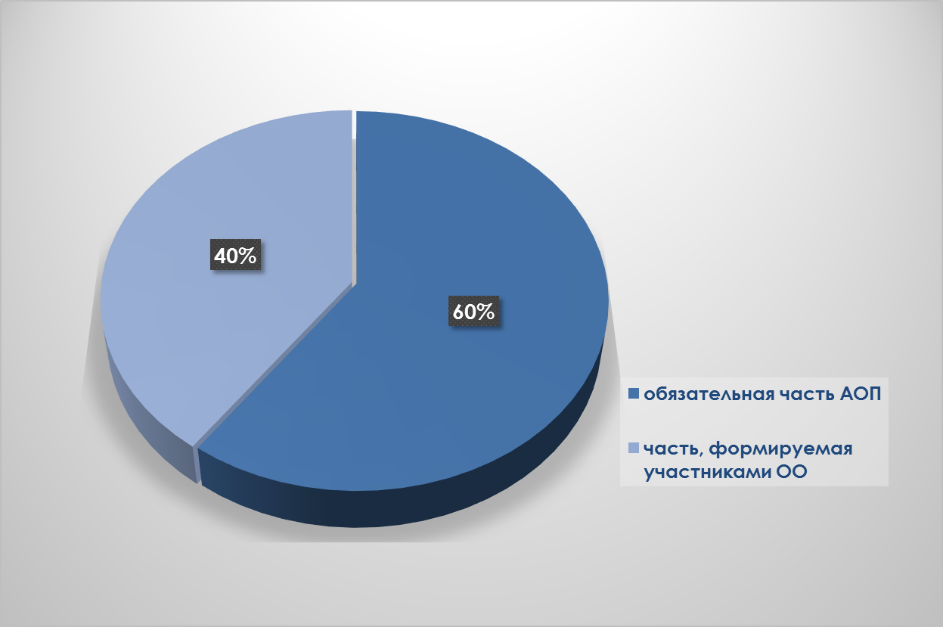 40%
60%
обязательная часть АОП
часть, формируемая
участниками ОО